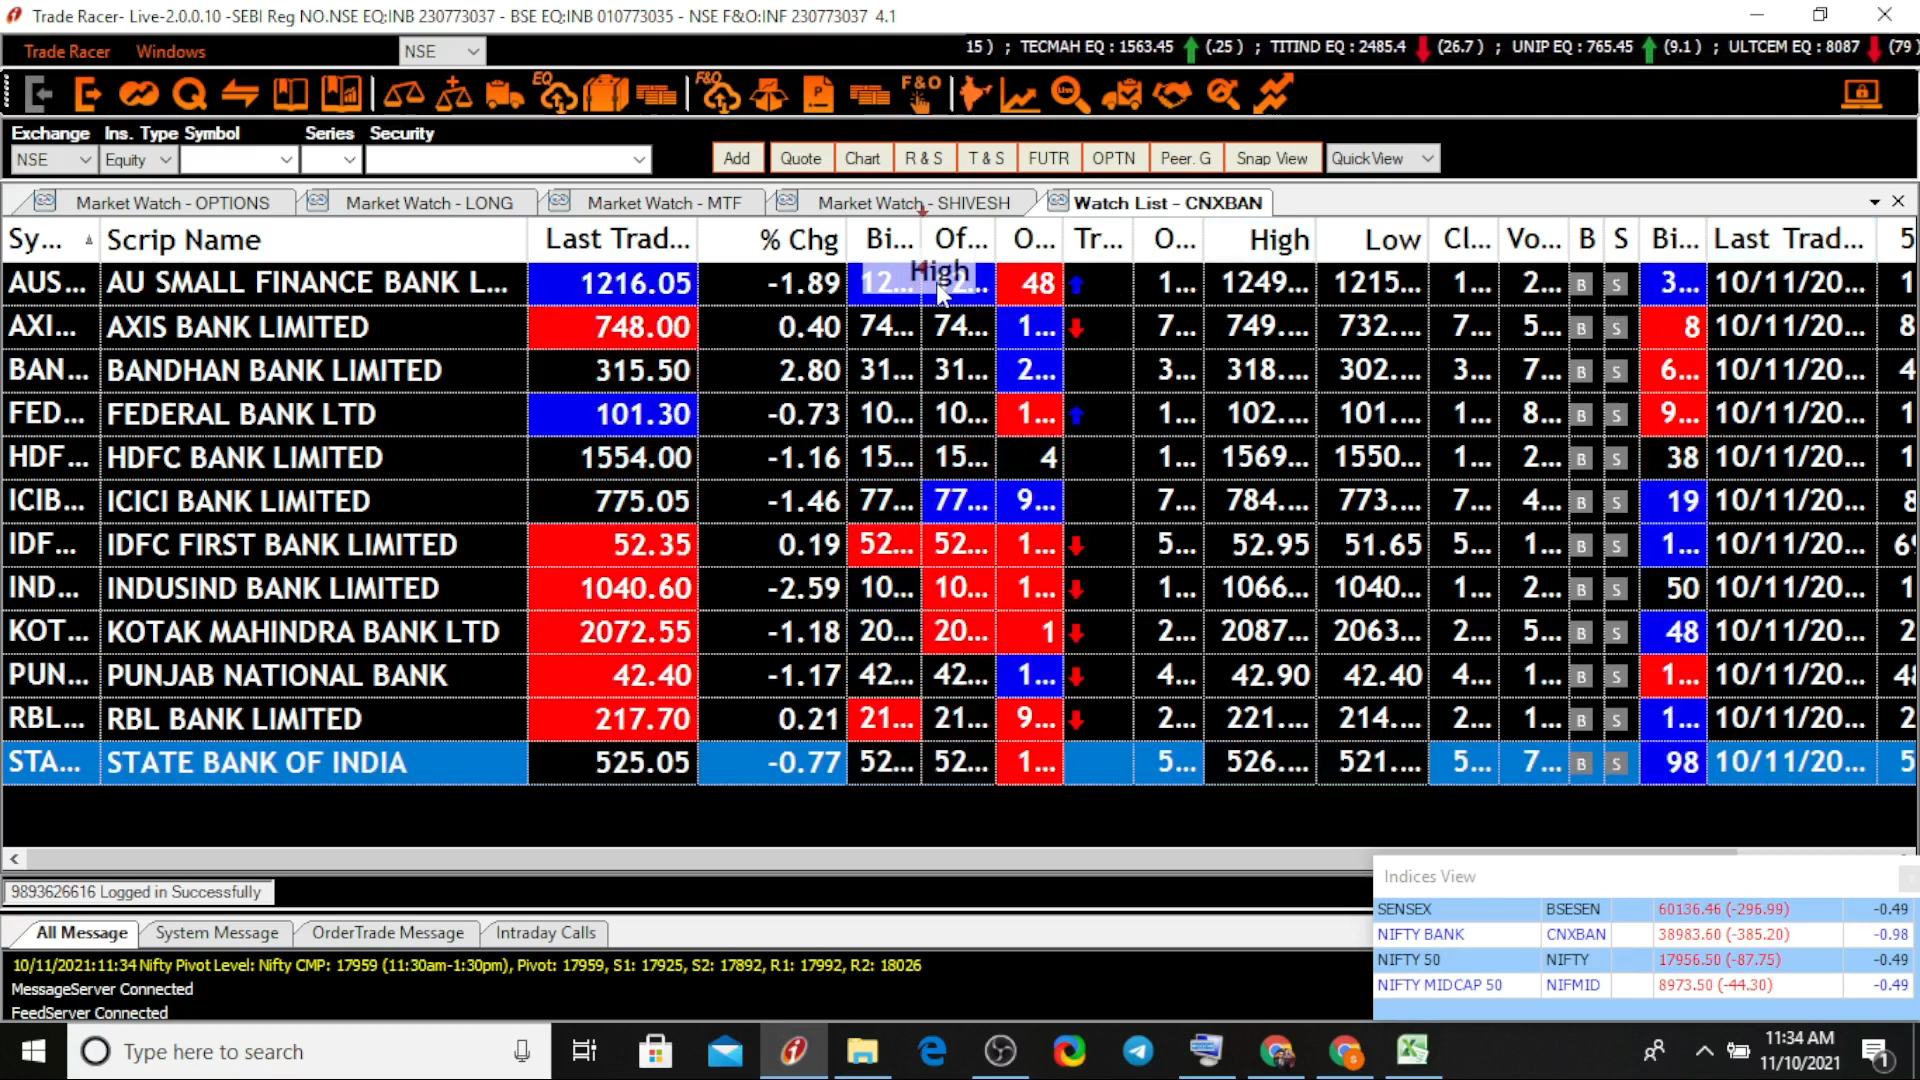 Trade Racer- Live-2.0.0.10 -SEBI Reg NO.NSE EQ:INB 230773037 - BSE EQ:INB 010773035 - NSE F&O:INF 230773037 4.1
Trade Racer Windows NSE 15 ) ; TECMAH EQ : 1563.45 (.25 ) ; TITIND EQ : 2485.4 (26.7 ) ; UNIP EQ : 765.45 (9.1 ) ; ULTCEM EQ : 8087 (79
EQ F&O P F&O Live
Exchange Ins. Type Symbol Series Security
NSE Equity Add Quote Chart R & S T & S FUTR OPTN Peer. G Snap View QuickView
Market Watch - OPTIONS Market Watch - LONG Market Watch - MTF Market Watch - SHIVESH Watch List - CNXBAN
Sy... Scrip Name Last Trad... % Chg Bi... Of... O... Tr... O... High Low Cl... Vo... B S Bi... Last Trad... 5
High
AUS... AU SMALL FINANCE BANK L... 1216.05 -1.89 12... 48 1... 1249... 1215... 1... 2... B S 3... 10/11/20... 1
AXI... AXIS BANK LIMITED 748.00 0.40 74... 74... 1... 7... 749.... 732.... 7... 5... B S 8 10/11/20... 8
BAN... BANDHAN BANK LIMITED 315.50 2.80 31... 31... 2... 3... 318.... 302.... 3... 7... B S 6... 10/11/20... 4
FED... FEDERAL BANK LTD 101.30 -0.73 10... 10... 1... 1... 102.... 101.... 1... 8... B S 9... 10/11/20... 1
HDF... HDFC BANK LIMITED 1554.00 -1.16 15... 15... 4 1... 1569... 1550... 1... 2... B S 38 10/11/20... 1
ICIB... ICICI BANK LIMITED 775.05 -1.46 77... 77... 9... 7... 784.... 773.... 7... 4... B S 19 10/11/20... 8
IDF... IDFC FIRST BANK LIMITED 52.35 0.19 52... 52... 1... 5... 52.95 51.65 5... 1... B S 1... 10/11/20... 6
IND... INDUSIND BANK LIMITED 1040.60 -2.59 10... 10... 1... 1... 1066... 1040... 1... 2... B S 50 10/11/20... 1
KOT... KOTAK MAHINDRA BANK LTD 2072.55 -1.18 20... 20... 1 2... 2087... 2063... 2... 5... B S 48 10/11/20... 2
PUN... PUNJAB NATIONAL BANK 42.40 -1.17 42... 42... 1... 4... 42.90 42.40 4... 1... B S 1... 10/11/20... 48
RBL... RBL BANK LIMITED 217.70 0.21 21... 21... 9... 2... 221.... 214.... 2... 1... B S 1... 10/11/20... 2
STA... STATE BANK OF INDIA 525.05 -0.77 52... 52... 1... 5... 526.... 521.... 5... 7... B S 98 10/11/20... 5
9893626616 Logged in Successfully
All Message System Message OrderTrade Message Intraday Calls
10/11/2021:11:34 Nifty Pivot Level: Nifty CMP: 17959 (11:30am-1:30pm), Pivot: 17959, S1: 17925, S2: 17892, R1: 17992, R2: 18026
MessageServer Connected
FeedServer Connected
Indices View
SENSEX BSESEN 60136.46 (-296.99) -0.49
NIFTY BANK CNXBAN 38983.60 (-385.20) -0.98
NIFTY 50 NIFTY 17956.50 (-87.75) -0.49
NIFTY MIDCAP 50 NIFMID 8973.50 (-44.30) -0.49
Type here to search
11:34 AM
11/10/2021
1